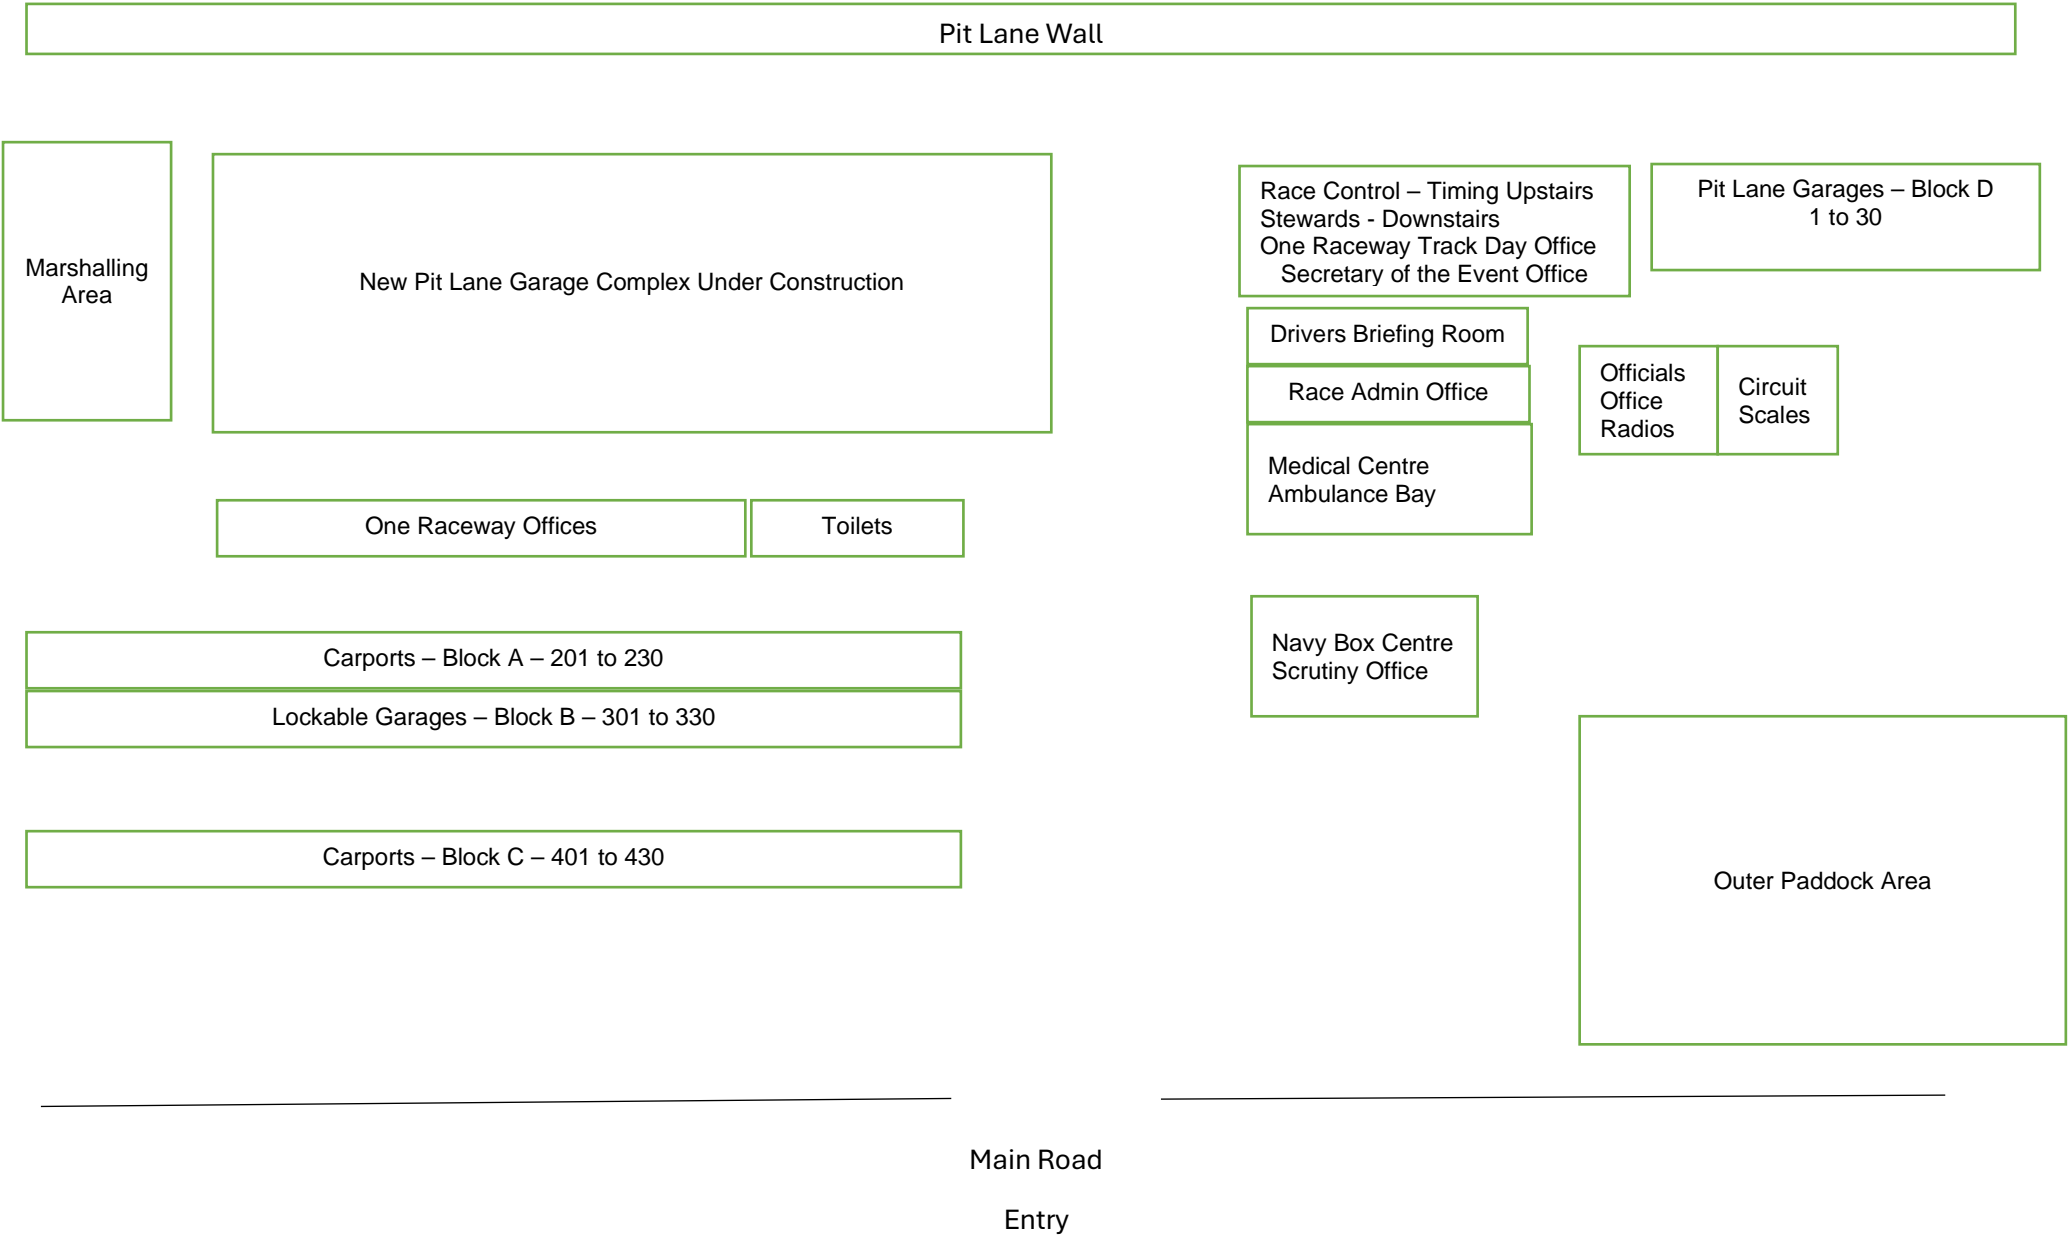 Pit Lane Wall
Marshalling
Area
New Pit Lane Garage Complex Under Construction
Race Control – Timing Upstairs
Stewards - Downstairs
One Raceway Track Day Office
Secretary of the Event Office
Pit Lane Garages – Block D
1 to 30
Drivers Briefing Room
Race Admin Office
Officials
Office
Radios
Circuit
Scales
Medical Centre
Ambulance Bay
One Raceway Offices
Toilets
Navy Box Centre
Scrutiny Office
Carports – Block A – 201 to 230
Lockable Garages – Block B – 301 to 330
Carports – Block C – 401 to 430
Outer Paddock Area
Main Road
Entry